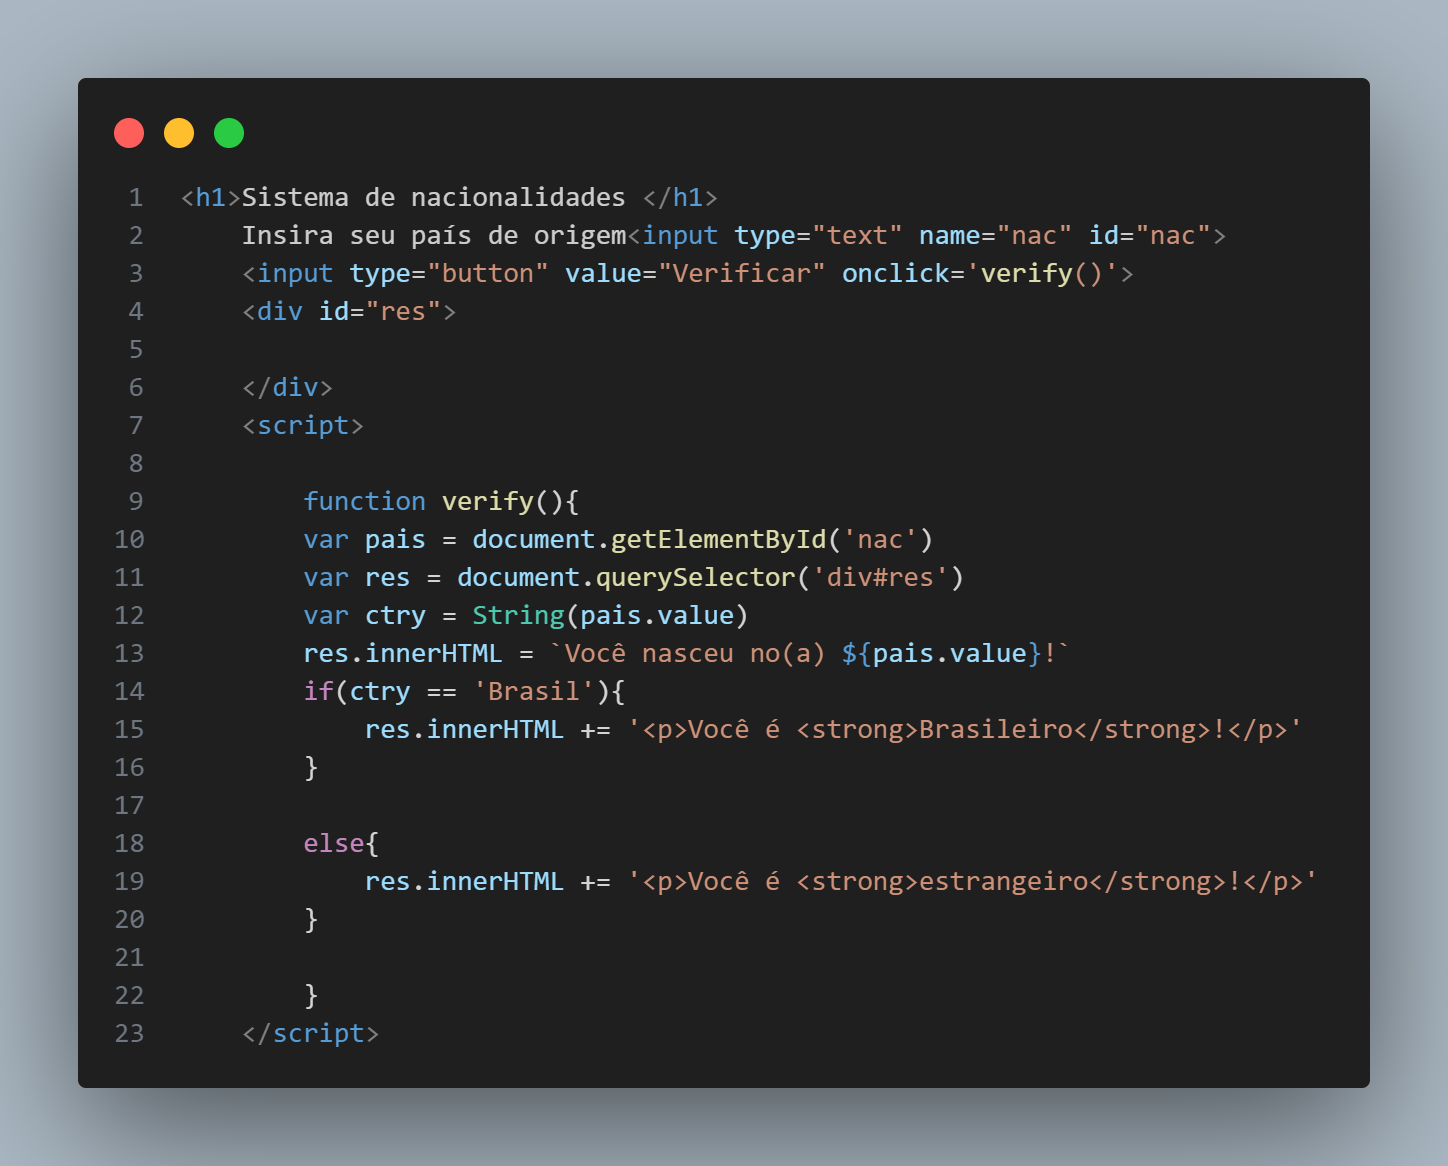 1 <h1>Sistema de nacionalidades </h1>
2 Insira seu país de origem<input type="text" name="nac" id="nac">
3 <input type="button" value="Verificar" onclick='verify()'>
4 <div id="res">
5
6 </div>
7 <script>
8
9 function verify(){
10 var pais = document.getElementById('nac')
11 var res = document.querySelector('div#res')
12 var ctry = String(pais.value)
13 res.innerHTML = `Você nasceu no(a) ${pais.value}!`
14 if(ctry == 'Brasil'){
15 res.innerHTML += '<p>Você é <strong>Brasileiro</strong>!</p>'
16 }
17
18 else{
19 res.innerHTML += '<p>Você é <strong>estrangeiro</strong>!</p>'
20 }
21
22 }
23 </script>